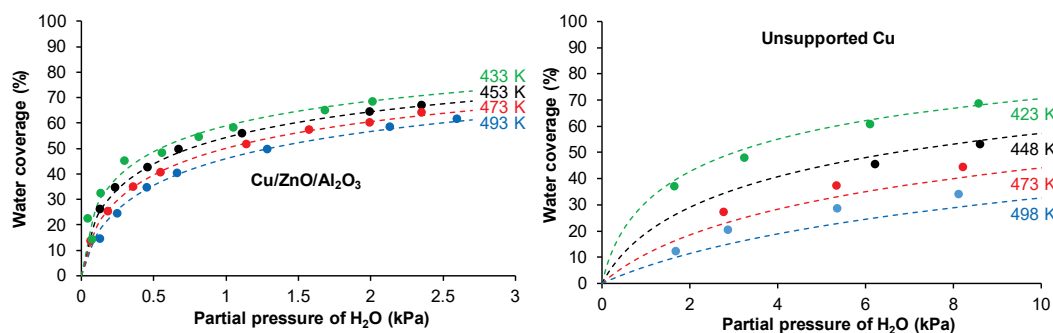 100
90
80
70
60
50
40
30
20
10
0
Water coverage (%)
433 K
453 K
473 K
493 K
Cu/ZnO/Al₂O₃
0 0.5 1 1.5 2 2.5 3
Partial pressure of H₂O (kPa)
Unsupported Cu
100
90
80
70
60
50
40
30
20
10
0
Water coverage (%)
423 K
448 K
473 K
498 K
0 2 4 6 8 10
Partial pressure of H₂O (kPa)